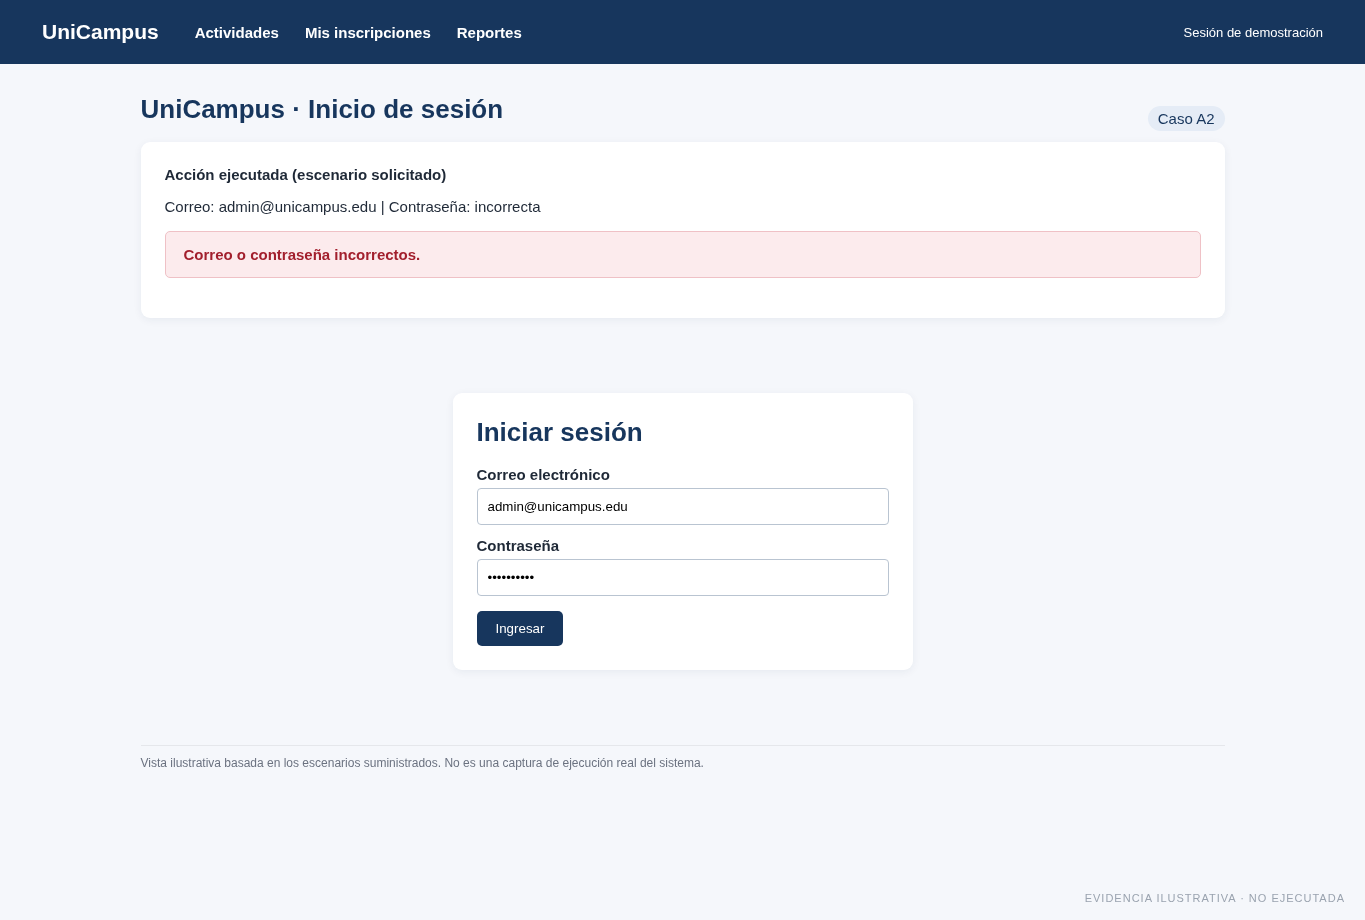 UniCampus Actividades Mis inscripciones Reportes Sesión de demostración
UniCampus · Inicio de sesión
Caso A2
Acción ejecutada (escenario solicitado)
Correo: admin@unicampus.edu | Contraseña: incorrecta
Correo o contraseña incorrectos.
Iniciar sesión
Correo electrónico
admin@unicampus.edu
Contraseña
••••••••••
Ingresar
Vista ilustrativa basada en los escenarios suministrados. No es una captura de ejecución real del sistema.
EVIDENCIA ILUSTRATIVA · NO EJECUTADA